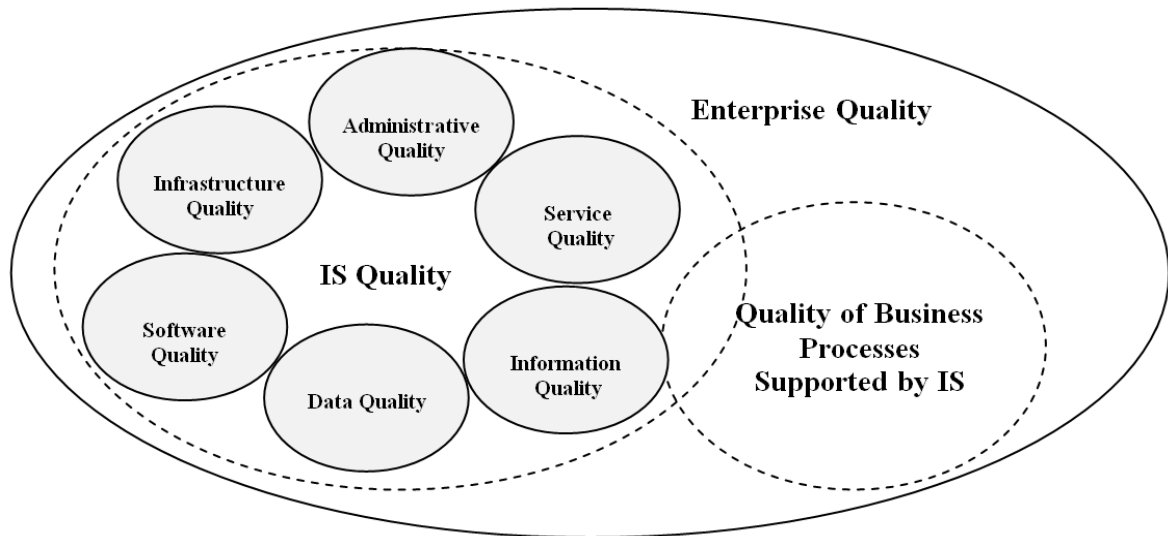 Enterprise Quality
Administrative
Quality
Infrastructure
Quality
Service
Quality
IS Quality
Software
Quality
Data Quality
Information
Quality
Quality of Business
Processes
Supported by IS